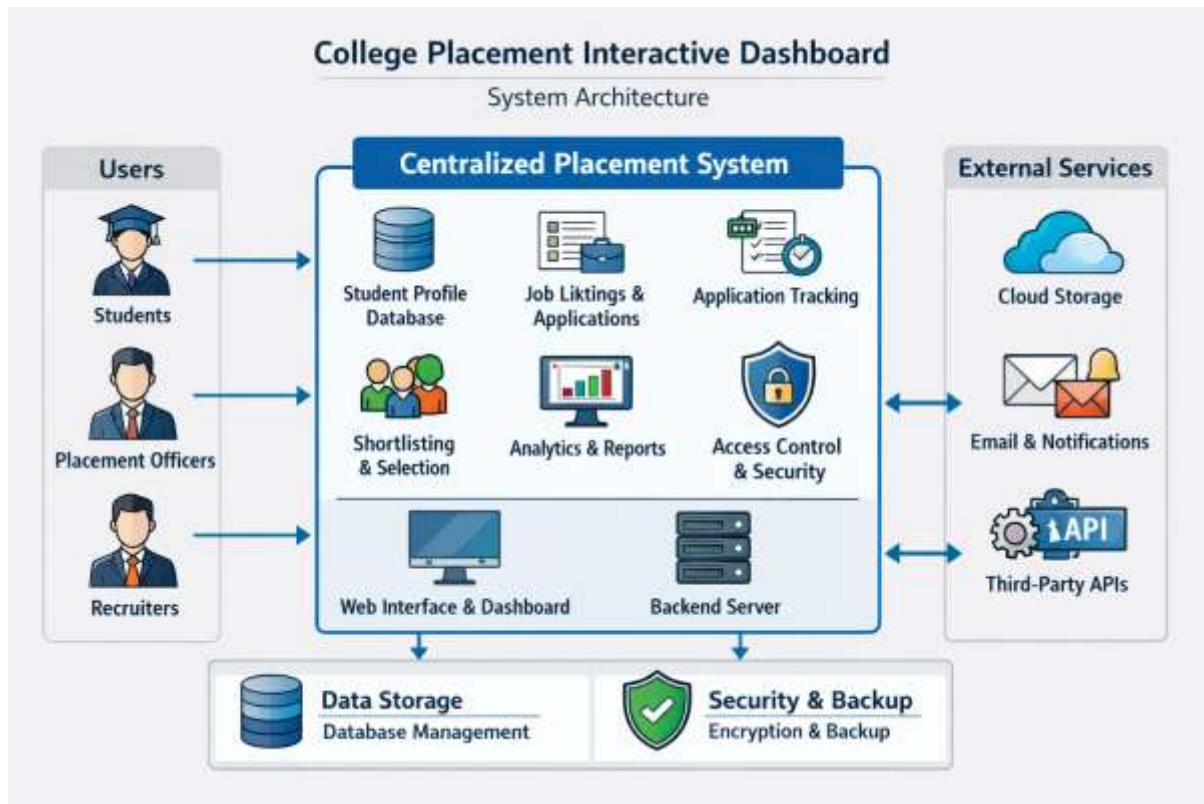 College Placement Interactive Dashboard
System Architecture
Users
Students
Placement Officers
Recruiters
Centralized Placement System
Student Profile
Database
Job Liktings &
Applications
Application Tracking
Shortlisting
& Selection
Analytics & Reports
Access Control
& Security
Web Interface & Dashboard
Backend Server
External Services
Cloud Storage
Email & Notifications
API
Third-Party APIs
Data Storage
Database Management
Security & Backup
Encryption & Backup